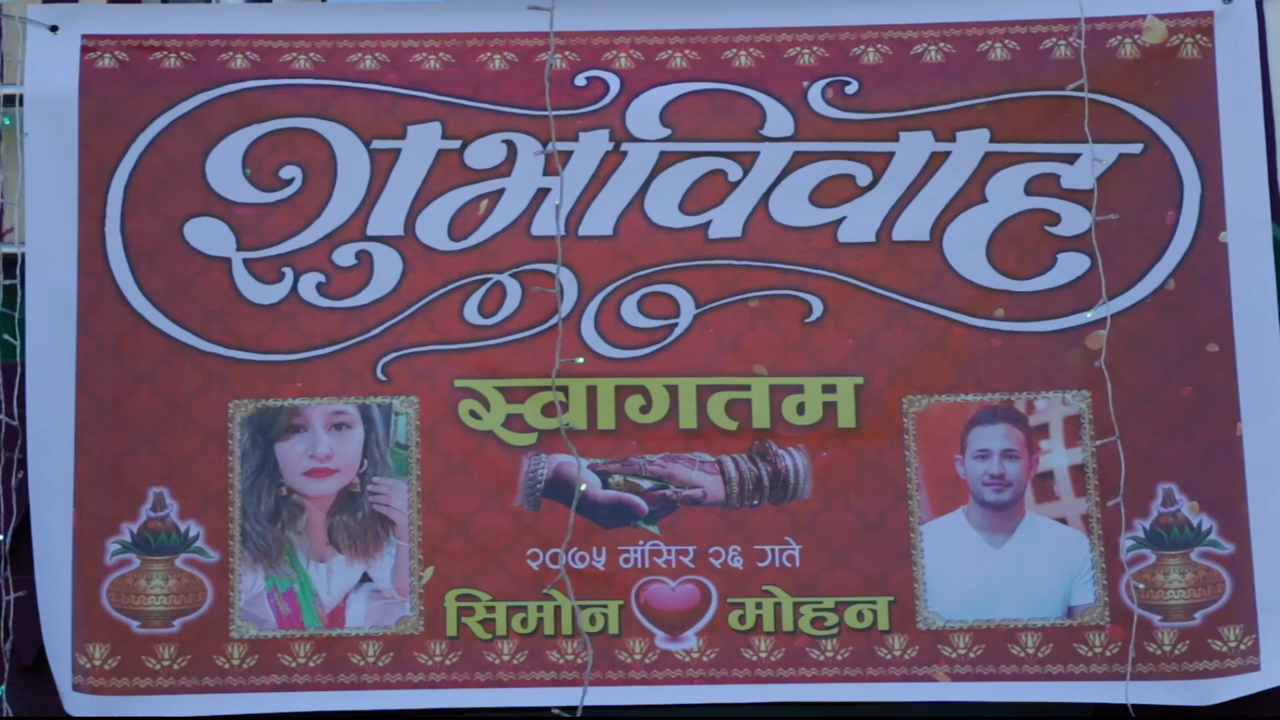 शुभविवाह
स्वागतम
२०७५ मंसिर २६ गते
सिमोन मोहन